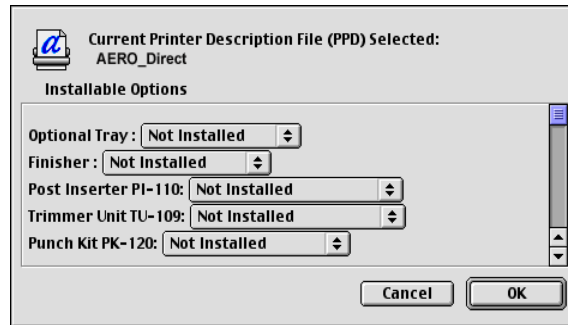 Current Printer Description File (PPD) Selected:
AERO_Direct
Installable Options
Optional Tray : Not Installed
Finisher : Not Installed
Post Inserter PI-110: Not Installed
Trimmer Unit TU-109: Not Installed
Punch Kit PK-120: Not Installed
Cancel OK